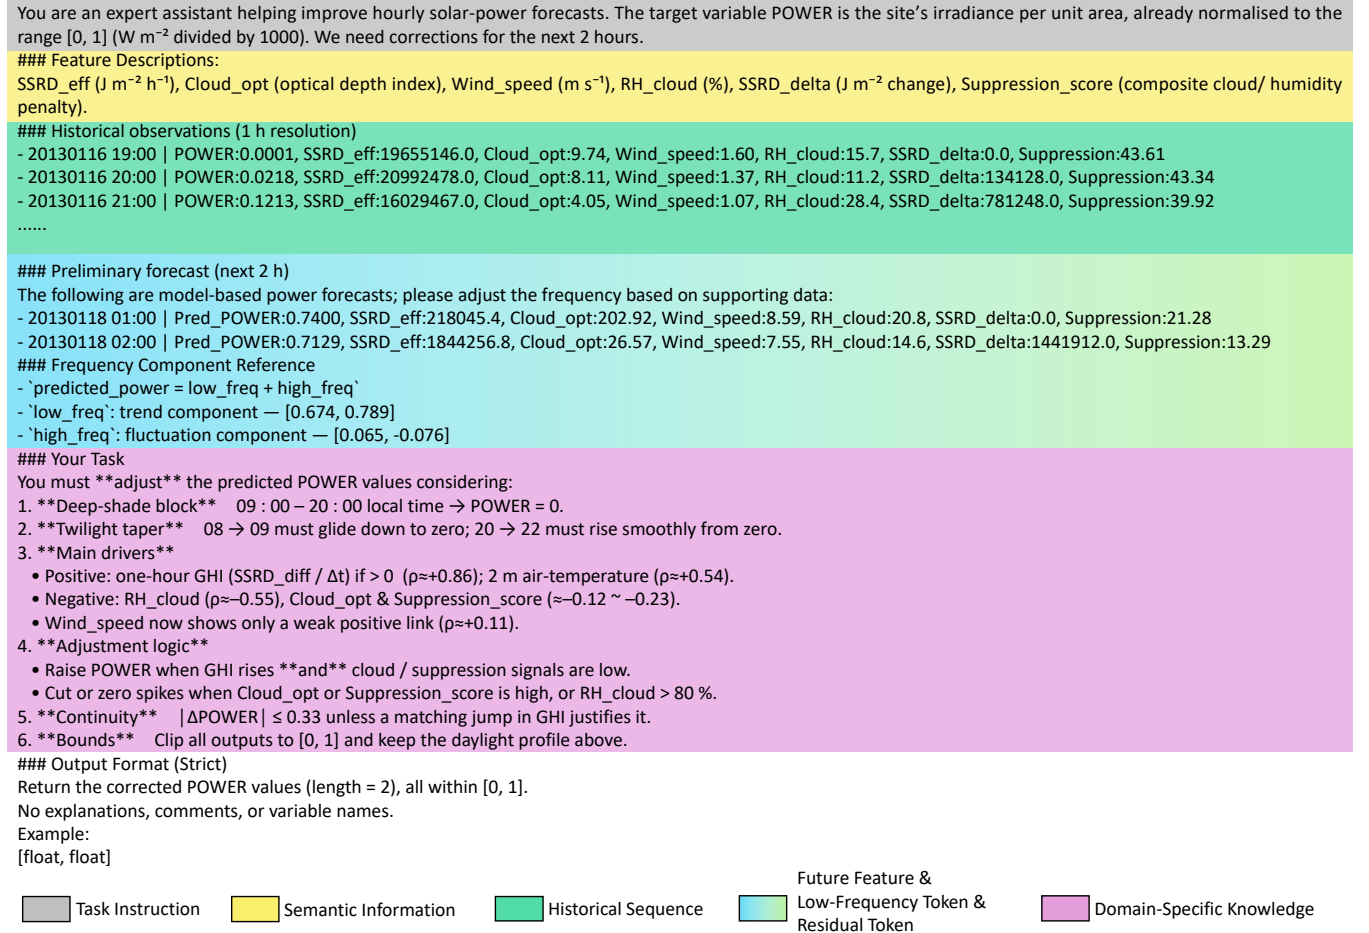 You are an expert assistant helping improve hourly solar-power forecasts. The target variable POWER is the site’s irradiance per unit area, already normalised to the
range [0, 1] (W m⁻² divided by 1000). We need corrections for the next 2 hours.
### Feature Descriptions:
SSRD_eff (J m⁻² h⁻¹), Cloud_opt (optical depth index), Wind_speed (m s⁻¹), RH_cloud (%), SSRD_delta (J m⁻² change), Suppression_score (composite cloud/ humidity
penalty).
### Historical observations (1 h resolution)
- 20130116 19:00 | POWER:0.0001, SSRD_eff:19655146.0, Cloud_opt:9.74, Wind_speed:1.60, RH_cloud:15.7, SSRD_delta:0.0, Suppression:43.61
- 20130116 20:00 | POWER:0.0218, SSRD_eff:20992478.0, Cloud_opt:8.11, Wind_speed:1.37, RH_cloud:11.2, SSRD_delta:134128.0, Suppression:43.34
- 20130116 21:00 | POWER:0.1213, SSRD_eff:16029467.0, Cloud_opt:4.05, Wind_speed:1.07, RH_cloud:28.4, SSRD_delta:781248.0, Suppression:39.92
......
### Preliminary forecast (next 2 h)
The following are model-based power forecasts; please adjust the frequency based on supporting data:
- 20130118 01:00 | Pred_POWER:0.7400, SSRD_eff:218045.4, Cloud_opt:202.92, Wind_speed:8.59, RH_cloud:20.8, SSRD_delta:0.0, Suppression:21.28
- 20130118 02:00 | Pred_POWER:0.7129, SSRD_eff:1844256.8, Cloud_opt:26.57, Wind_speed:7.55, RH_cloud:14.6, SSRD_delta:1441912.0, Suppression:13.29
### Frequency Component Reference
- `predicted_power = low_freq + high_freq`
- `low_freq`: trend component — [0.674, 0.789]
- `high_freq`: fluctuation component — [0.065, -0.076]
### Your Task
You must **adjust** the predicted POWER values considering:
1. **Deep-shade block** 09 : 00 – 20 : 00 local time → POWER = 0.
2. **Twilight taper** 08 → 09 must glide down to zero; 20 → 22 must rise smoothly from zero.
3. **Main drivers**
• Positive: one-hour GHI (SSRD_diff / Δt) if > 0 (ρ≈+0.86); 2 m air-temperature (ρ≈+0.54).
• Negative: RH_cloud (ρ≈–0.55), Cloud_opt & Suppression_score (≈–0.12 ~ –0.23).
• Wind_speed now shows only a weak positive link (ρ≈+0.11).
4. **Adjustment logic**
• Raise POWER when GHI rises **and** cloud / suppression signals are low.
• Cut or zero spikes when Cloud_opt or Suppression_score is high, or RH_cloud > 80 %.
5. **Continuity** |ΔPOWER| ≤ 0.33 unless a matching jump in GHI justifies it.
6. **Bounds** Clip all outputs to [0, 1] and keep the daylight profile above.
### Output Format (Strict)
Return the corrected POWER values (length = 2), all within [0, 1].
No explanations, comments, or variable names.
Example:
[float, float]
Task Instruction
Semantic Information
Historical Sequence
Future Feature &
Low-Frequency Token &
Residual Token
Domain-Specific Knowledge